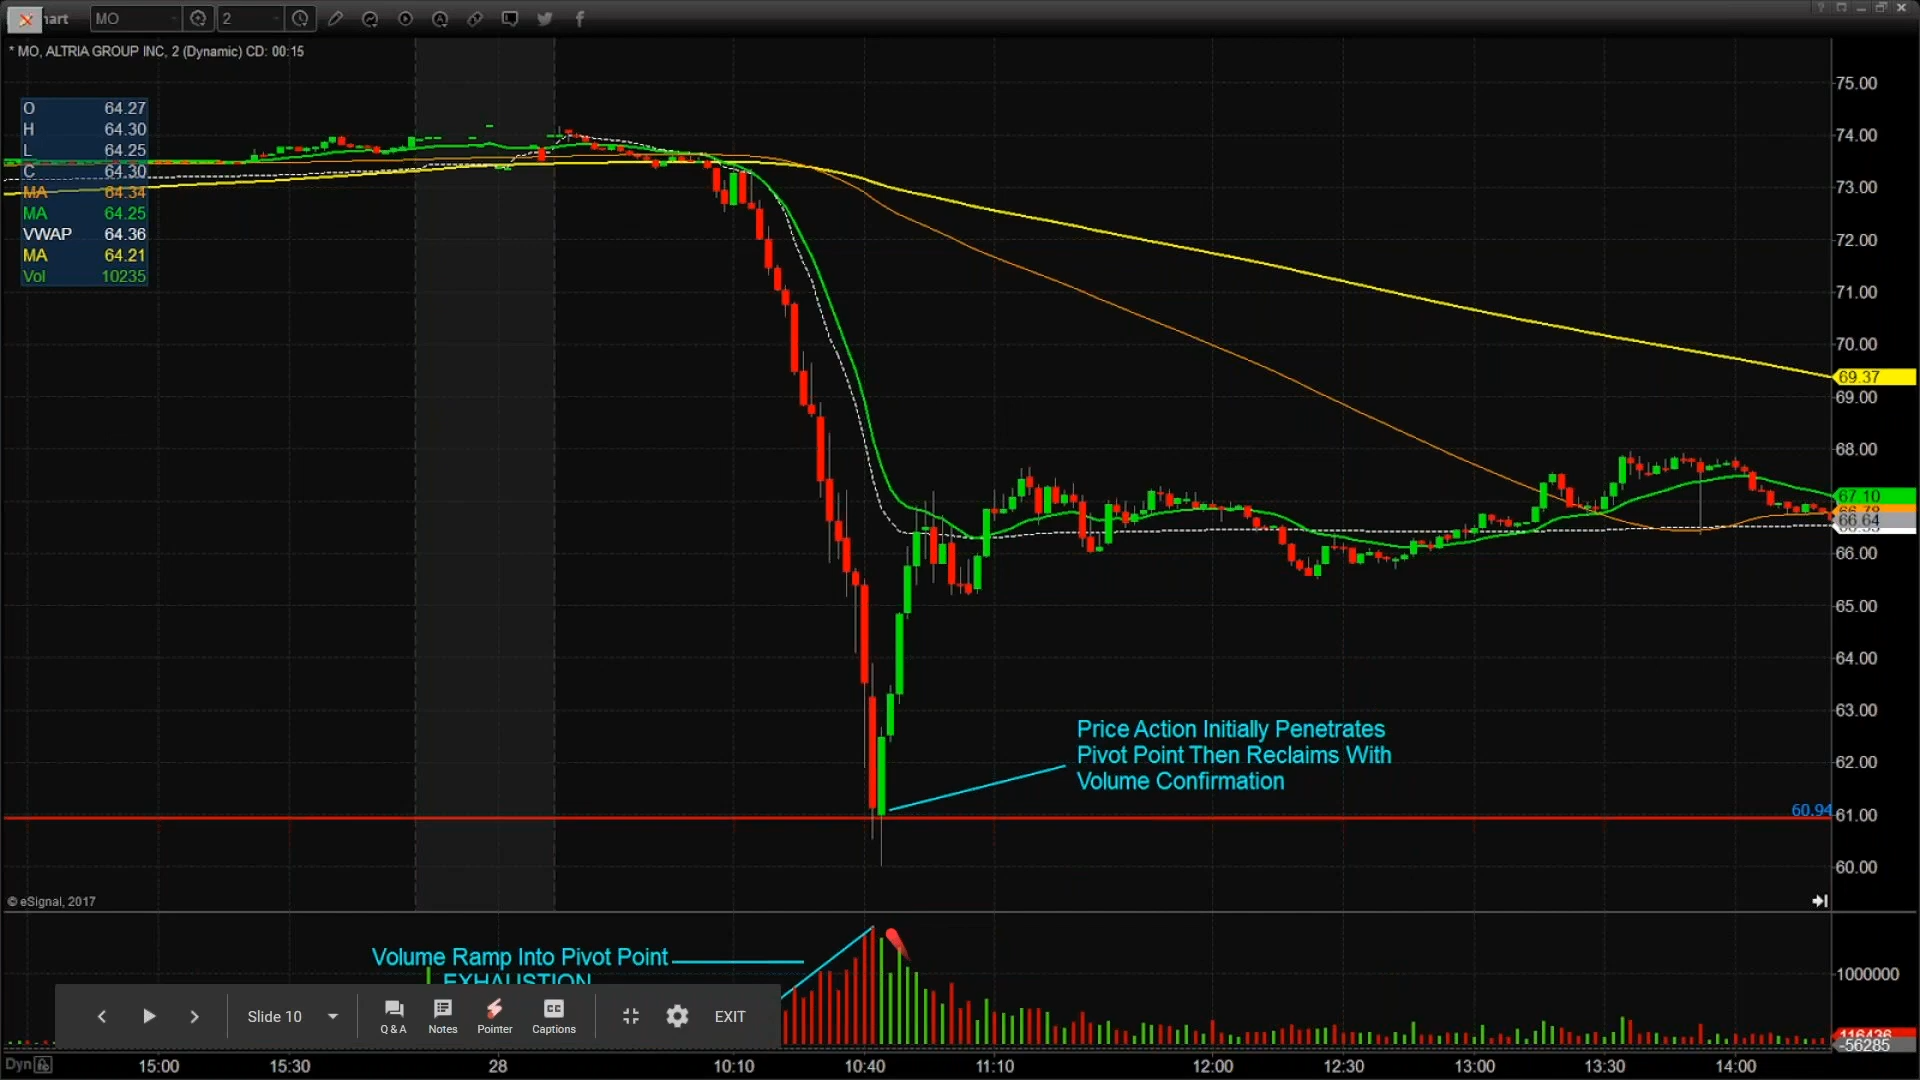 hart MO 2
* MO, ALTRIA GROUP INC, 2 (Dynamic) CD: 00:15
O 64.27
H 64.30
L 64.25
C 64.30
MA 64.34
MA 64.25
VWAP 64.36
MA 64.21
Vol 10235
75.00
74.00
73.00
72.00
71.00
70.00
69.37
69.00
68.00
67.10
66.64
66.00
65.00
64.00
63.00
62.00
60.94
61.00
60.00
Price Action Initially Penetrates
Pivot Point Then Reclaims With
Volume Confirmation
© eSignal, 2017
Volume Ramp Into Pivot Point
EXHAUSTION
1000000
116436
-56285
Slide 10
Q & A
Notes
Pointer
Captions
EXIT
Dyn
15:00 15:30 28 10:10 10:40 11:10 12:00 12:30 13:00 13:30 14:00